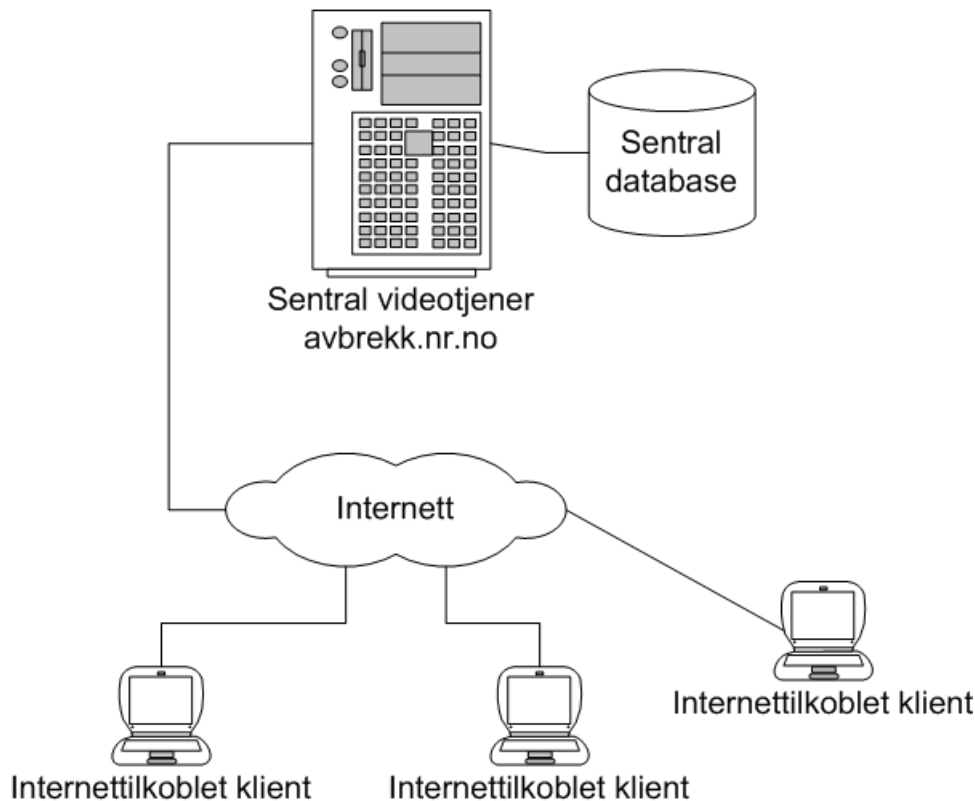 Sentral
database
Sentral videotjener
avbrekk.nr.no
Internett
Internettilkoblet klient
Internettilkoblet klient
Internettilkoblet klient